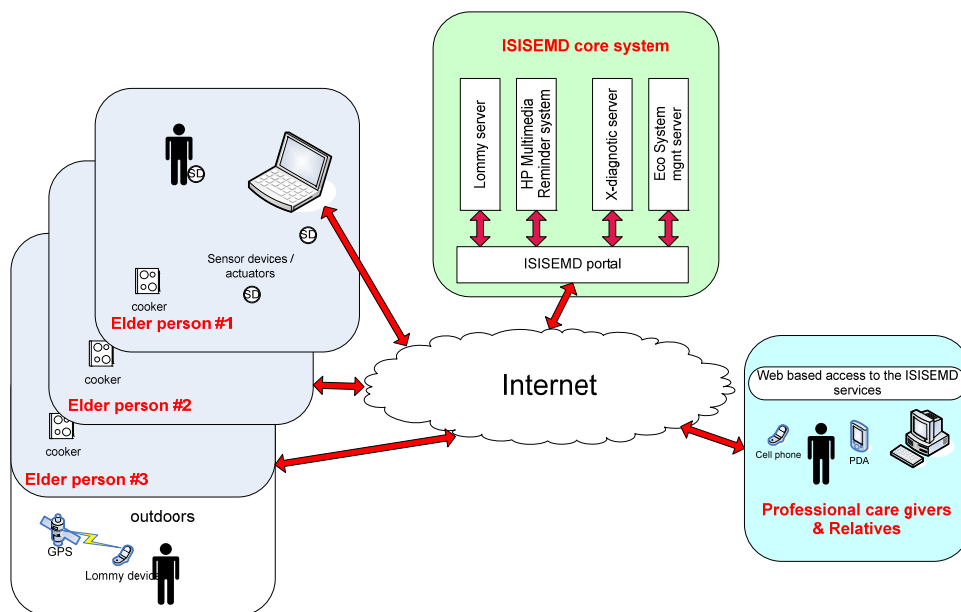 ISISEMD core system
Lommy server
HP Multimedia
Reminder system
X-diagnotic server
Eco System
mgnt server
ISISEMD portal
SD
SD
Sensor devices /
actuators
SD
cooker
Elder person #1
cooker
Elder person #2
cooker
Elder person #3
outdoors
GPS
Lommy device
Internet
Web based access to the ISISEMD
services
Cell phone
PDA
Professional care givers
& Relatives